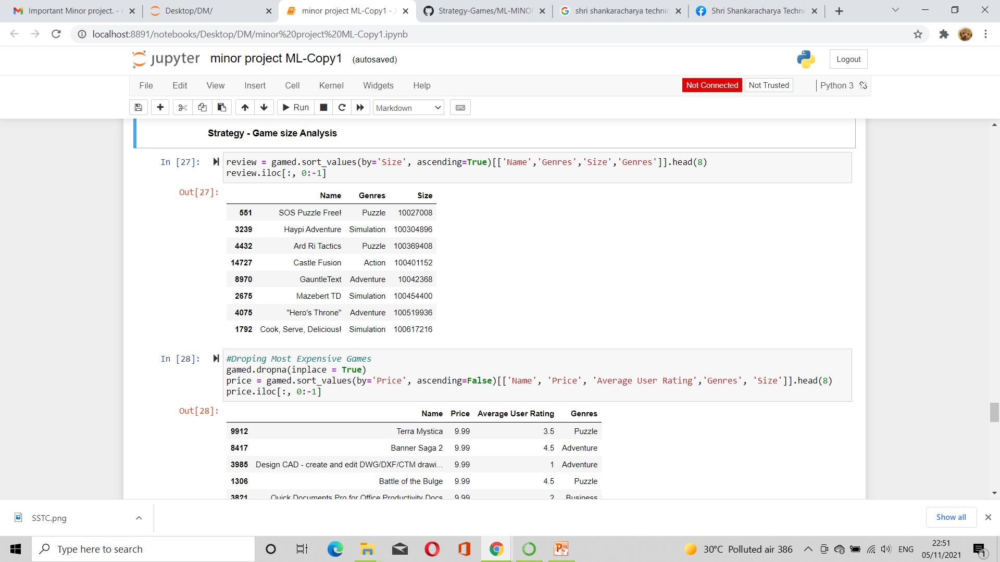 Important Minor project. - r
Desktop/DM/
minor project ML-Copy1 - J
Strategy-Games/ML-MINOR
shri shankaracharya technic
Shri Shankaracharya Techni
localhost:8891/notebooks/Desktop/DM/minor%20project%20ML-Copy1.ipynb
jupyter minor project ML-Copy1 (autosaved)
Logout
File Edit View Insert Cell Kernel Widgets Help
Not Connected Not Trusted Python 3
Run Markdown
Strategy - Game size Analysis
In [27]: review = gamed.sort_values(by='Size', ascending=True)[['Name','Genres','Size','Genres']].head(8)
review.iloc[:, 0:-1]
Out[27]:
Name Genres Size
551 SOS Puzzle Free! Puzzle 10027008
3239 Haypi Adventure Simulation 100304896
4432 Ard Ri Tactics Puzzle 100369408
14727 Castle Fusion Action 100401152
8970 GauntleText Adventure 10042368
2675 Mazebert TD Simulation 100454400
4075 "Hero's Throne" Adventure 100519936
1792 Cook, Serve, Delicious! Simulation 100617216
In [28]: #Droping Most Expensive Games
gamed.dropna(inplace = True)
price = gamed.sort_values(by='Price', ascending=False)[['Name', 'Price', 'Average User Rating','Genres', 'Size']].head(8)
price.iloc[:, 0:-1]
Out[28]:
Name Price Average User Rating Genres
9912 Terra Mystica 9.99 3.5 Puzzle
8417 Banner Saga 2 9.99 4.5 Adventure
3985 Design CAD - create and edit DWG/DXF/CTM drawi... 9.99 1 Adventure
1306 Battle of the Bulge 9.99 4.5 Puzzle
3821 Quick Documents Pro for Office Productivity Docs 9.99 2 Business
SSTC.png
Show all
Type here to search
30°C Polluted air 386
ENG
22:51
05/11/2021
1